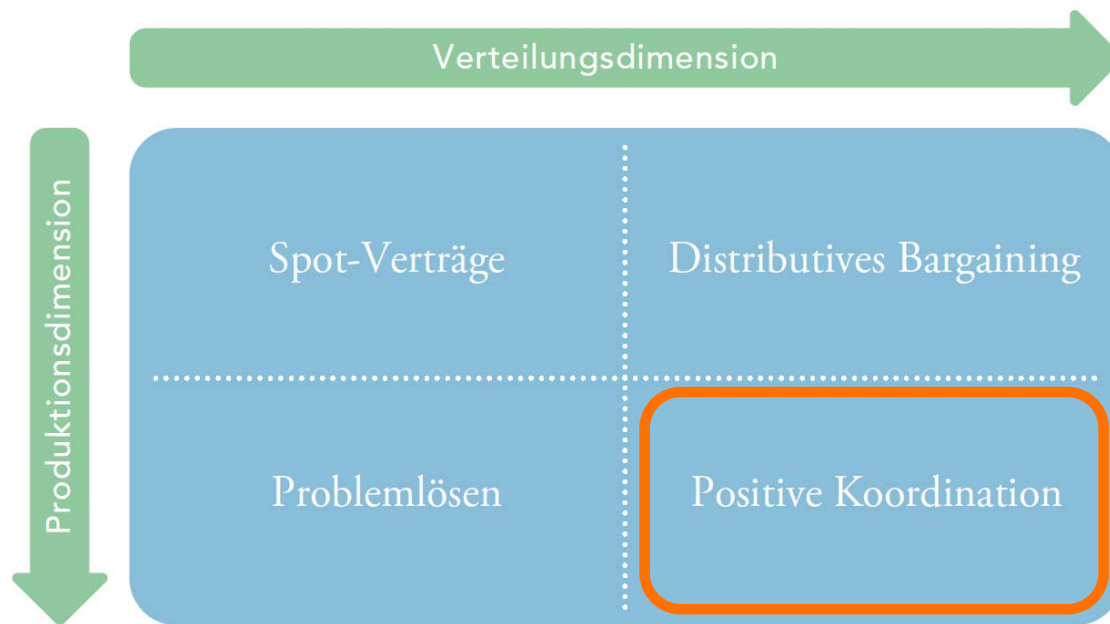 Verteilungsdimension
Produktionsdimension
Spot-Verträge
Distributives Bargaining
Problemlösen
Positive Koordination